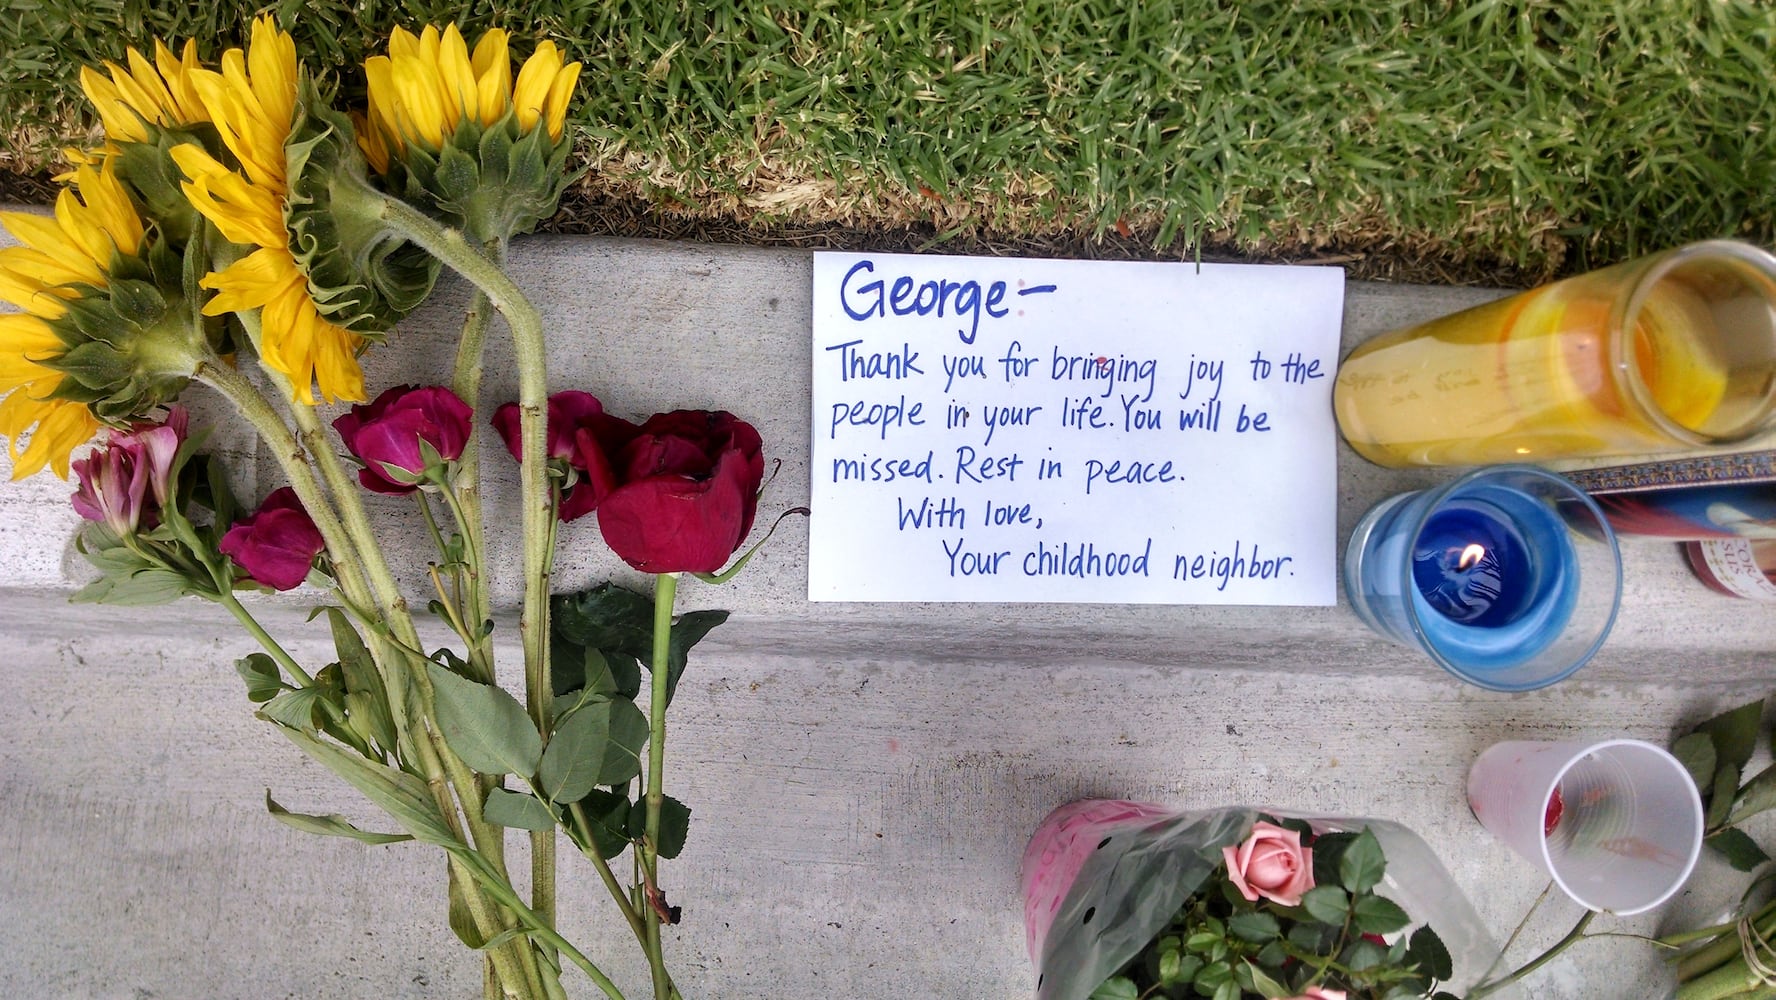 George-
Thank you for bringing joy to the
people in your life. You will be
missed. Rest in peace.
With love,
Your childhood neighbor.